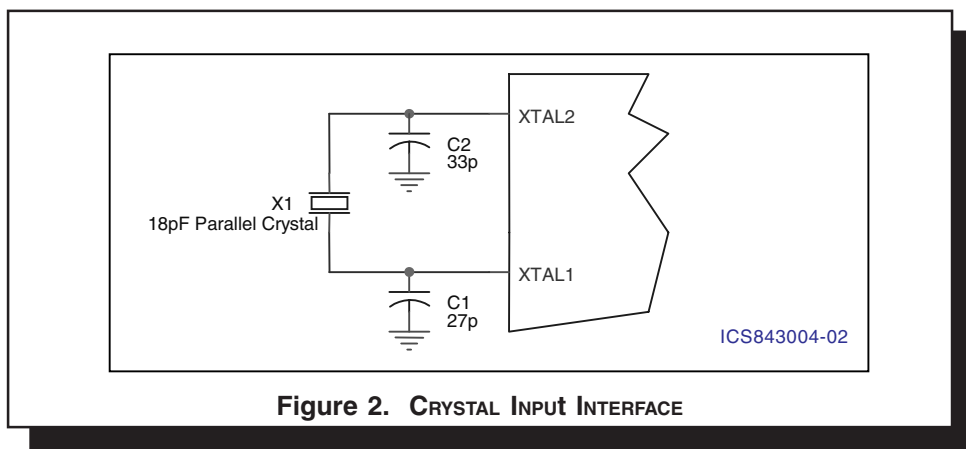 XTAL2
C2
33p
X1
18pF Parallel Crystal
XTAL1
C1
27p
ICS843004-02
Figure 2. CRYSTAL INPUT INTERFACE